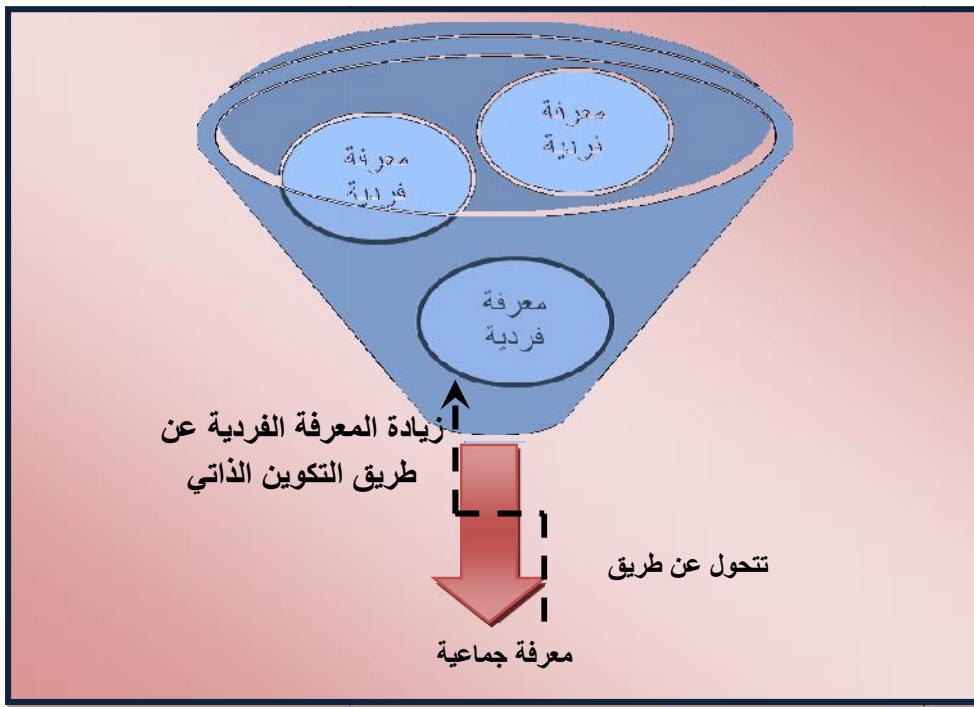 معرفة
فردية
معرفة
فردية
معرفة
فردية
زيادة المعرفة الفردية عن
طريق التكوين الذاتي
تتحول عن طريق
معرفة جماعية